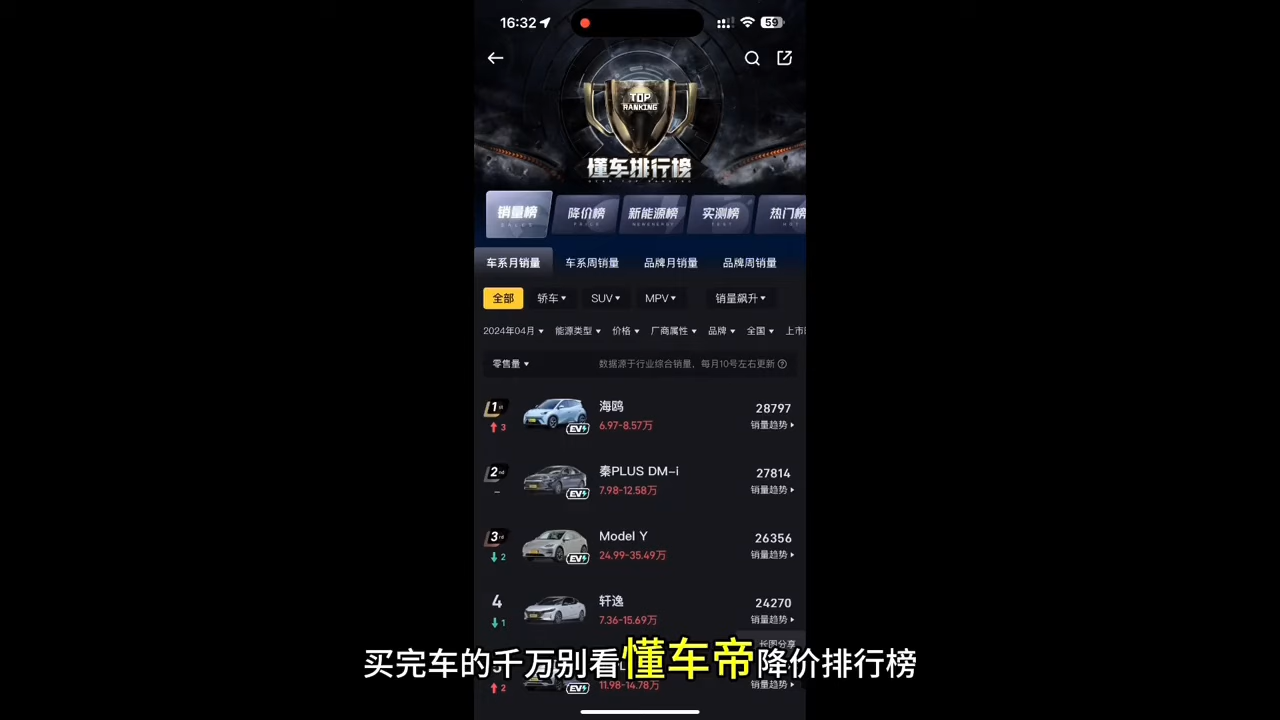 16:32
59
TOP
RANKING
懂车排行榜
销量榜 降价榜 新能源榜 实测榜 热门榜
车系月销量 车系周销量 品牌月销量 品牌周销量
全部 轿车 SUV MPV 销量飙升
2024年04月 能源类型 价格 厂商属性 品牌 全国 上市
零售量 数据源于行业综合销量，每月10号左右更新
1st 海鸥 28797
3 EV 6.97-8.57万 销量趋势
2nd 秦PLUS DM-i 27814
EV 7.98-12.58万 销量趋势
3rd Model Y 26356
2 EV 24.99-35.49万 销量趋势
4 轩逸 24270
1 7.36-15.69万 销量趋势
长图分享
买完车的千万别看懂车帝降价排行榜
2 EV 11.98-14.78万 销量趋势